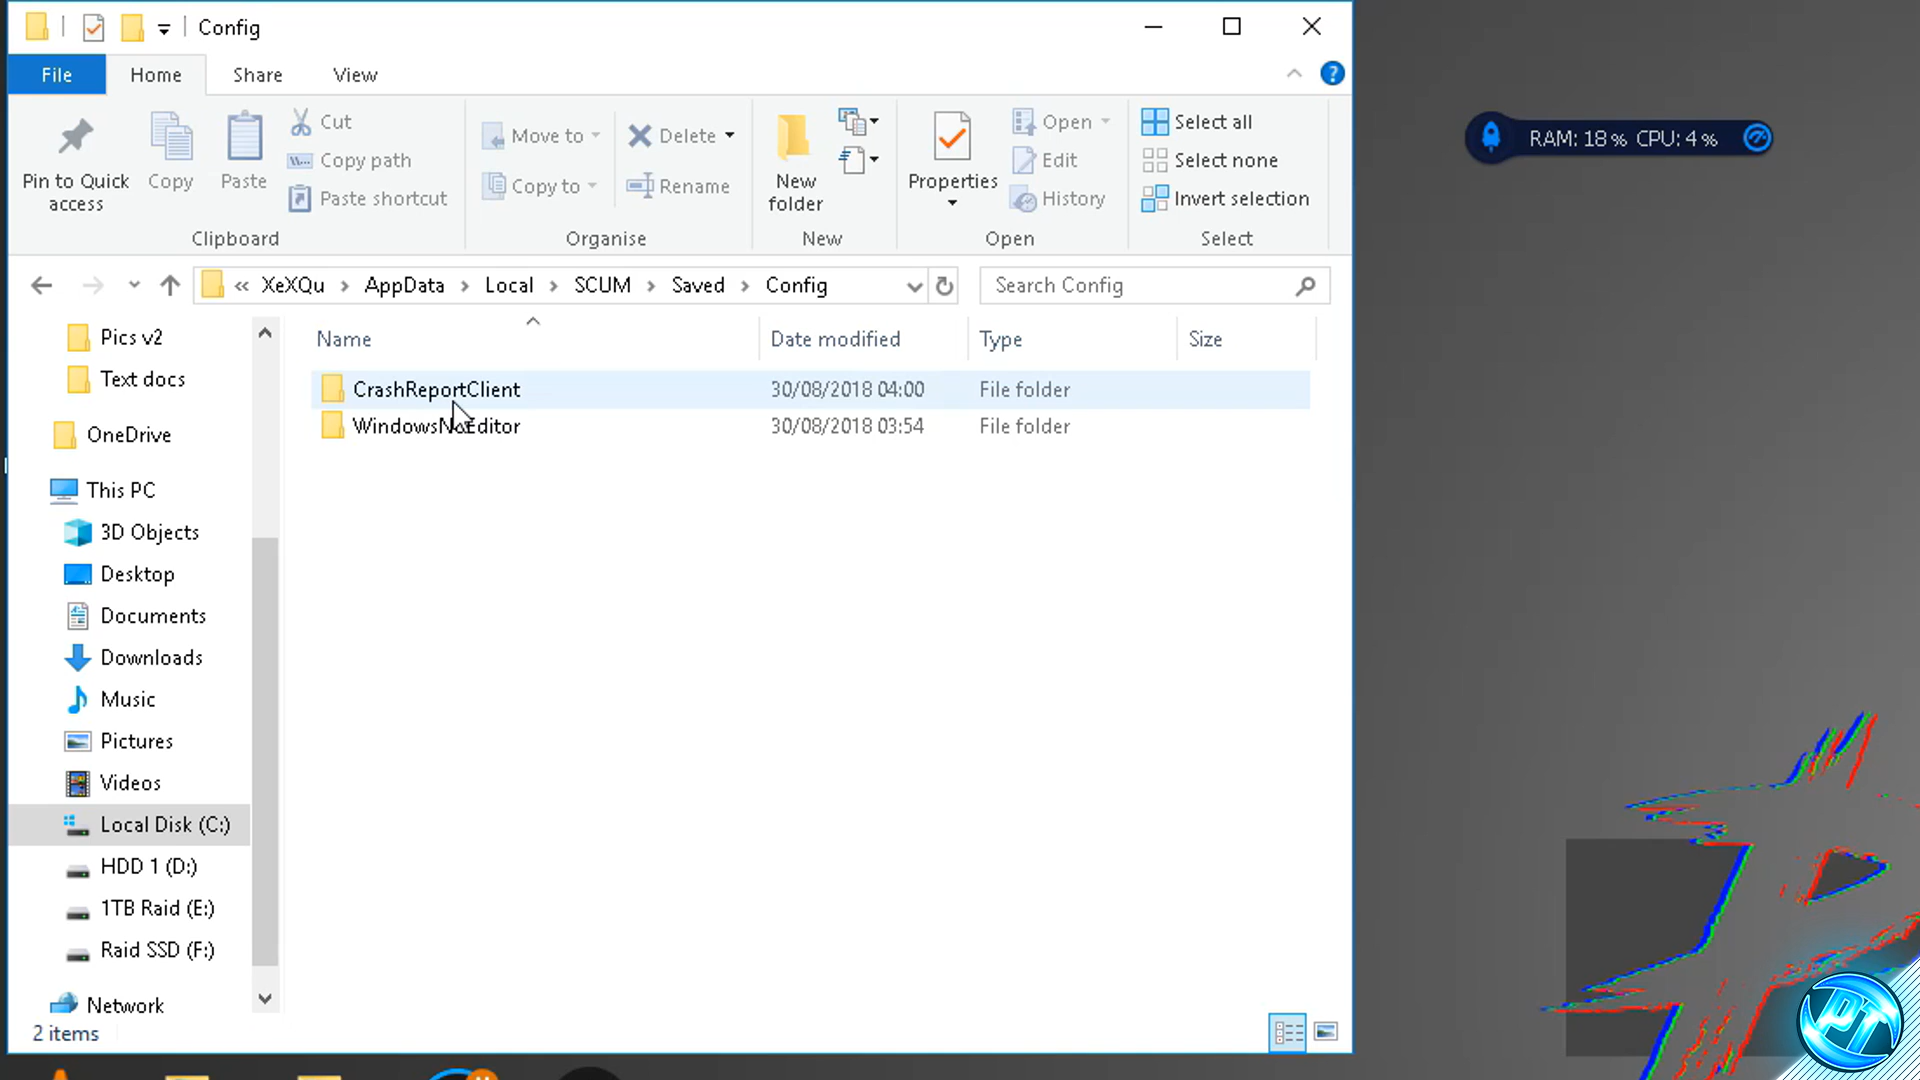 Config
File Home Share View
Pin to Quick access
Copy
Paste
Cut
Copy path
Paste shortcut
Clipboard
Move to
Copy to
Delete
Rename
Organise
New folder
New
Properties
Open
Edit
History
Open
Select all
Select none
Invert selection
Select
« XeXQu › AppData › Local › SCUM › Saved › Config
Search Config
Name Date modified Type Size
CrashReportClient 30/08/2018 04:00 File folder
WindowsNoEditor 30/08/2018 03:54 File folder
Pics v2
Text docs
OneDrive
This PC
3D Objects
Desktop
Documents
Downloads
Music
Pictures
Videos
Local Disk (C:)
HDD 1 (D:)
1TB Raid (E:)
Raid SSD (F:)
Network
2 items
RAM: 18% CPU: 4%
PT